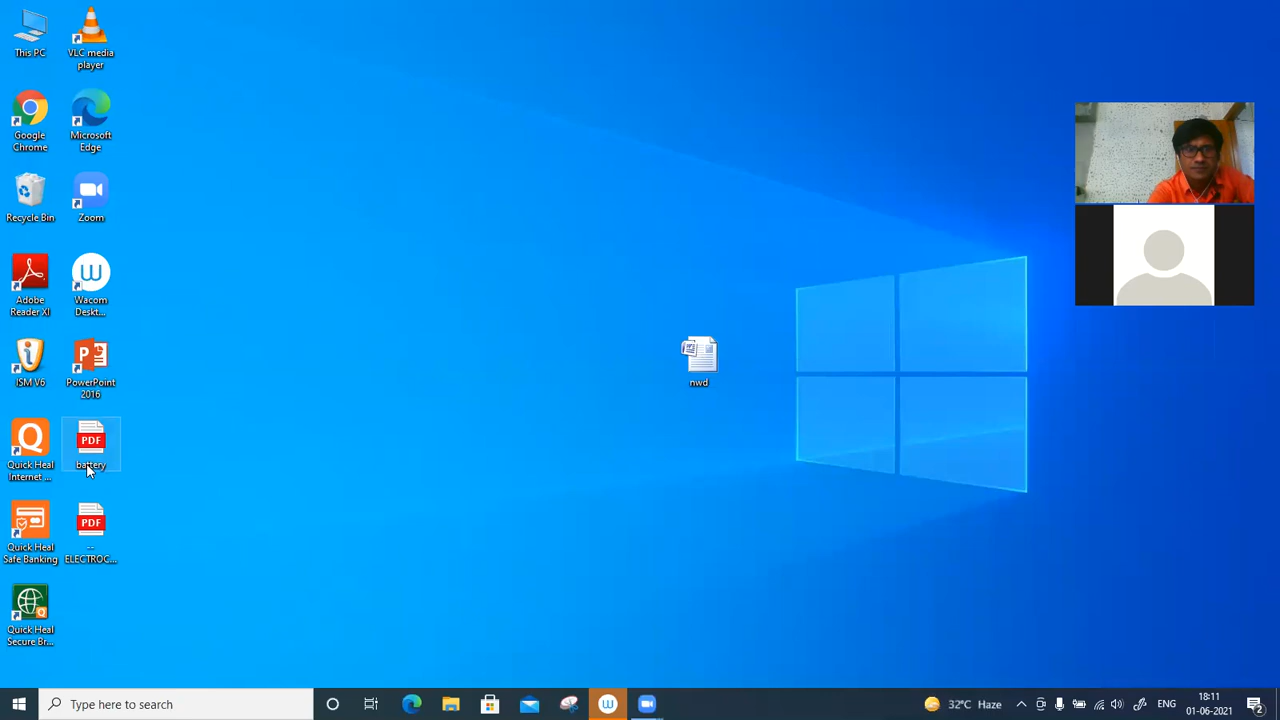 This PC
VLC media
player
Google
Chrome
Microsoft
Edge
Recycle Bin
Zoom
Adobe
Reader XI
Wacom
Deskt...
ISM V6
PowerPoint
2016
Quick Heal
Internet ...
PDF
battery
Quick Heal
Safe Banking
PDF
--
ELECTROC...
Quick Heal
Secure Br...
nwd
Type here to search
32°C Haze
ENG
18:11
01-06-2021
2